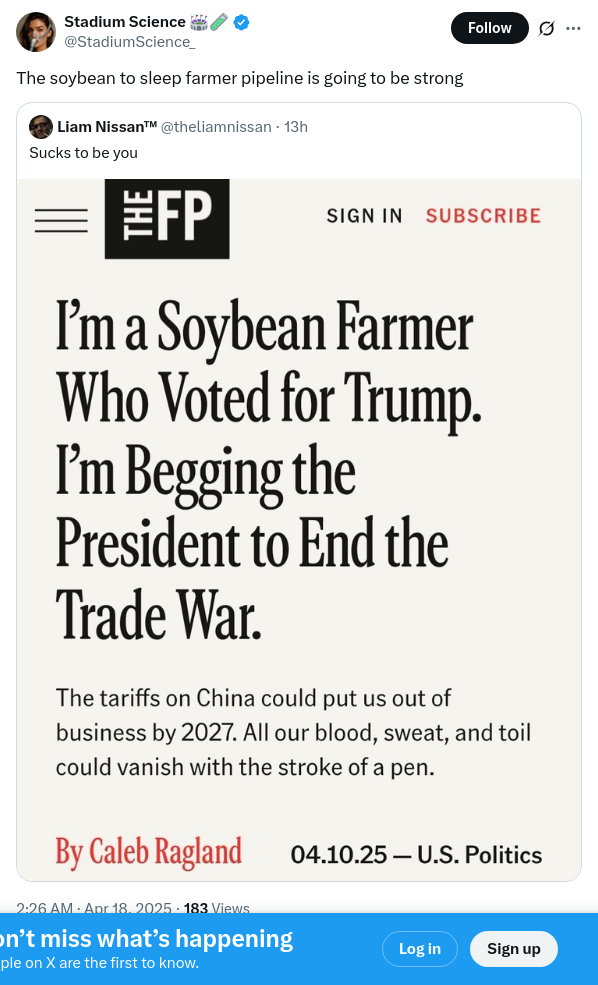 Stadium Science 🏟️🧪
@StadiumScience_
Follow
The soybean to sleep farmer pipeline is going to be strong
Liam Nissan™ @theliamnissan · 13h
Sucks to be you
THE FP
SIGN IN SUBSCRIBE
I’m a Soybean Farmer
Who Voted for Trump.
I’m Begging the
President to End the
Trade War.
The tariffs on China could put us out of
business by 2027. All our blood, sweat, and toil
could vanish with the stroke of a pen.
By Caleb Ragland 04.10.25 — U.S. Politics
2:26 AM · Apr 18, 2025 · 183 Views
on’t miss what’s happening
ple on X are the first to know.
Log in
Sign up